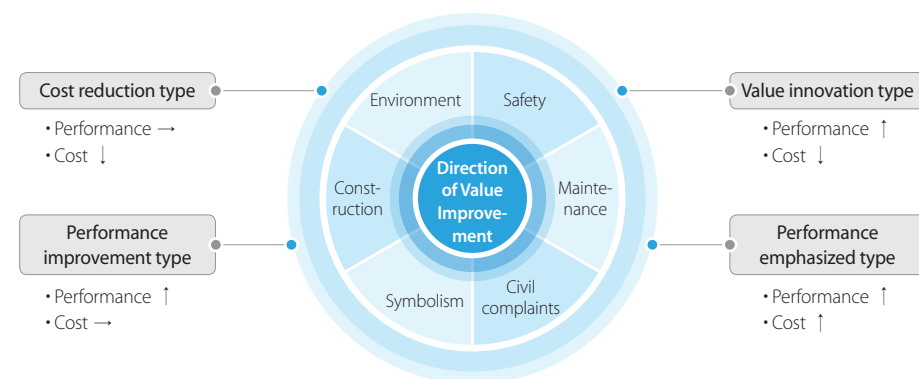 Cost reduction type
• Performance →
• Cost ↓
Performance
improvement type
• Performance ↑
• Cost →
Environment
Safety
Const-
ruction
Direction
of Value
Improve-
ment
Mainte-
nance
Symbolism
Civil
complaints
Value innovation type
• Performance ↑
• Cost ↓
Performance
emphasized type
• Performance ↑
• Cost ↑